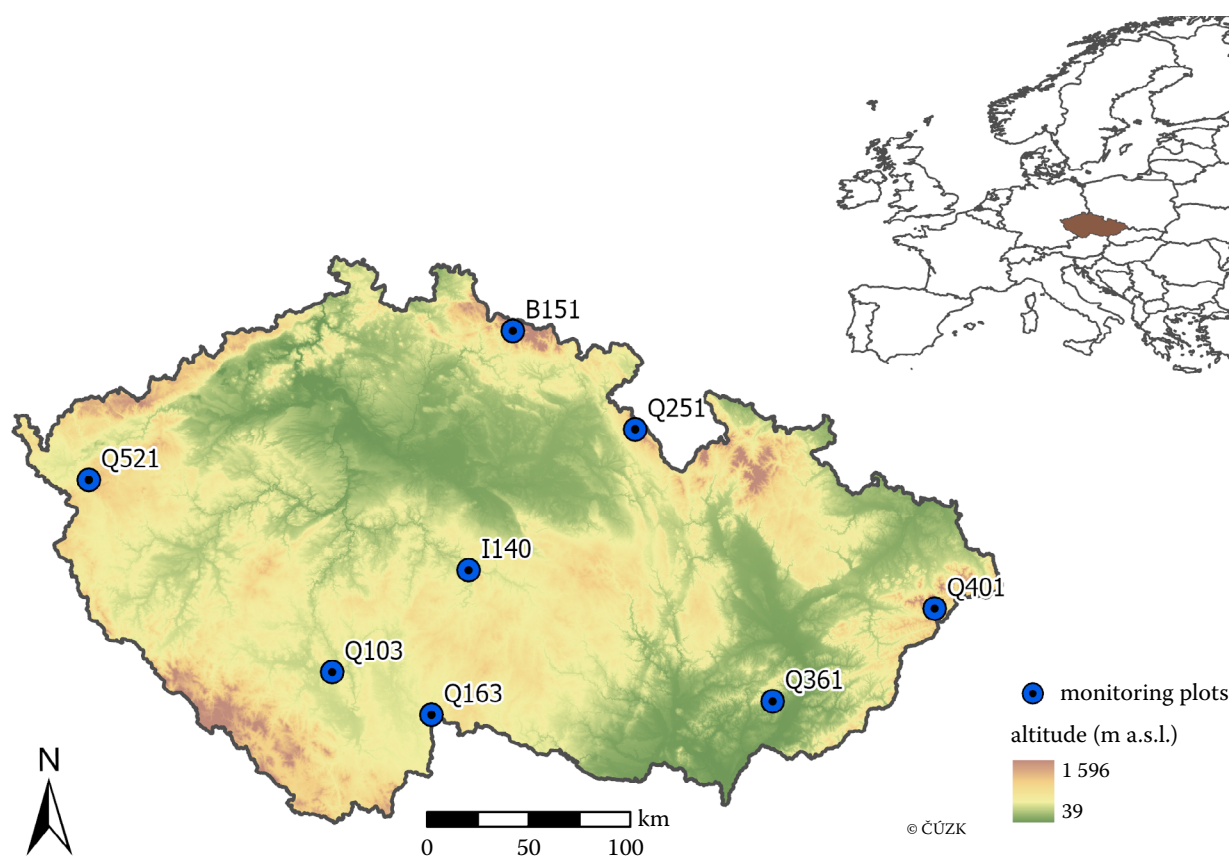 B151
Q251
Q521
I140
Q401
Q103
Q361
Q163
monitoring plots
altitude (m a.s.l.)
1 596
39
N
km
0 50 100
© ČÚZK